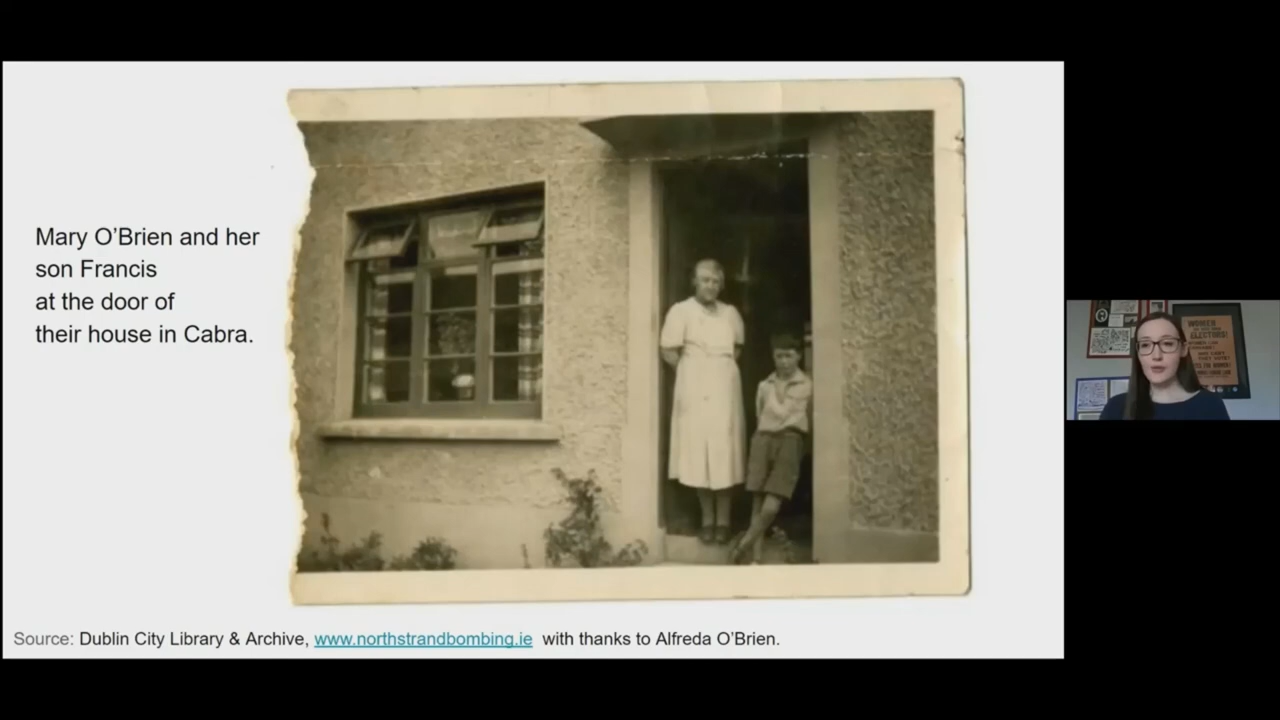 Mary O’Brien and her
son Francis
at the door of
their house in Cabra.
Source: Dublin City Library & Archive, www.northstrandbombing.ie with thanks to Alfreda O’Brien.
ELECTORS!